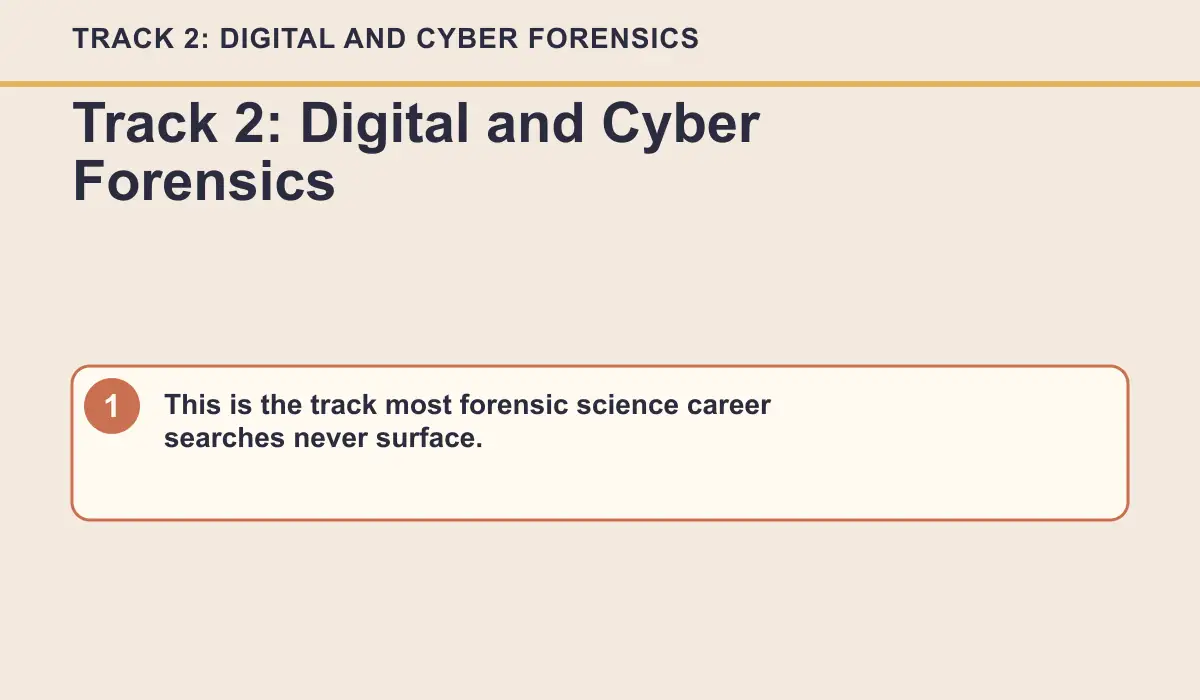 TRACK 2: DIGITAL AND CYBER FORENSICS
Track 2: Digital and Cyber
Forensics
1
This is the track most forensic science career
searches never surface.